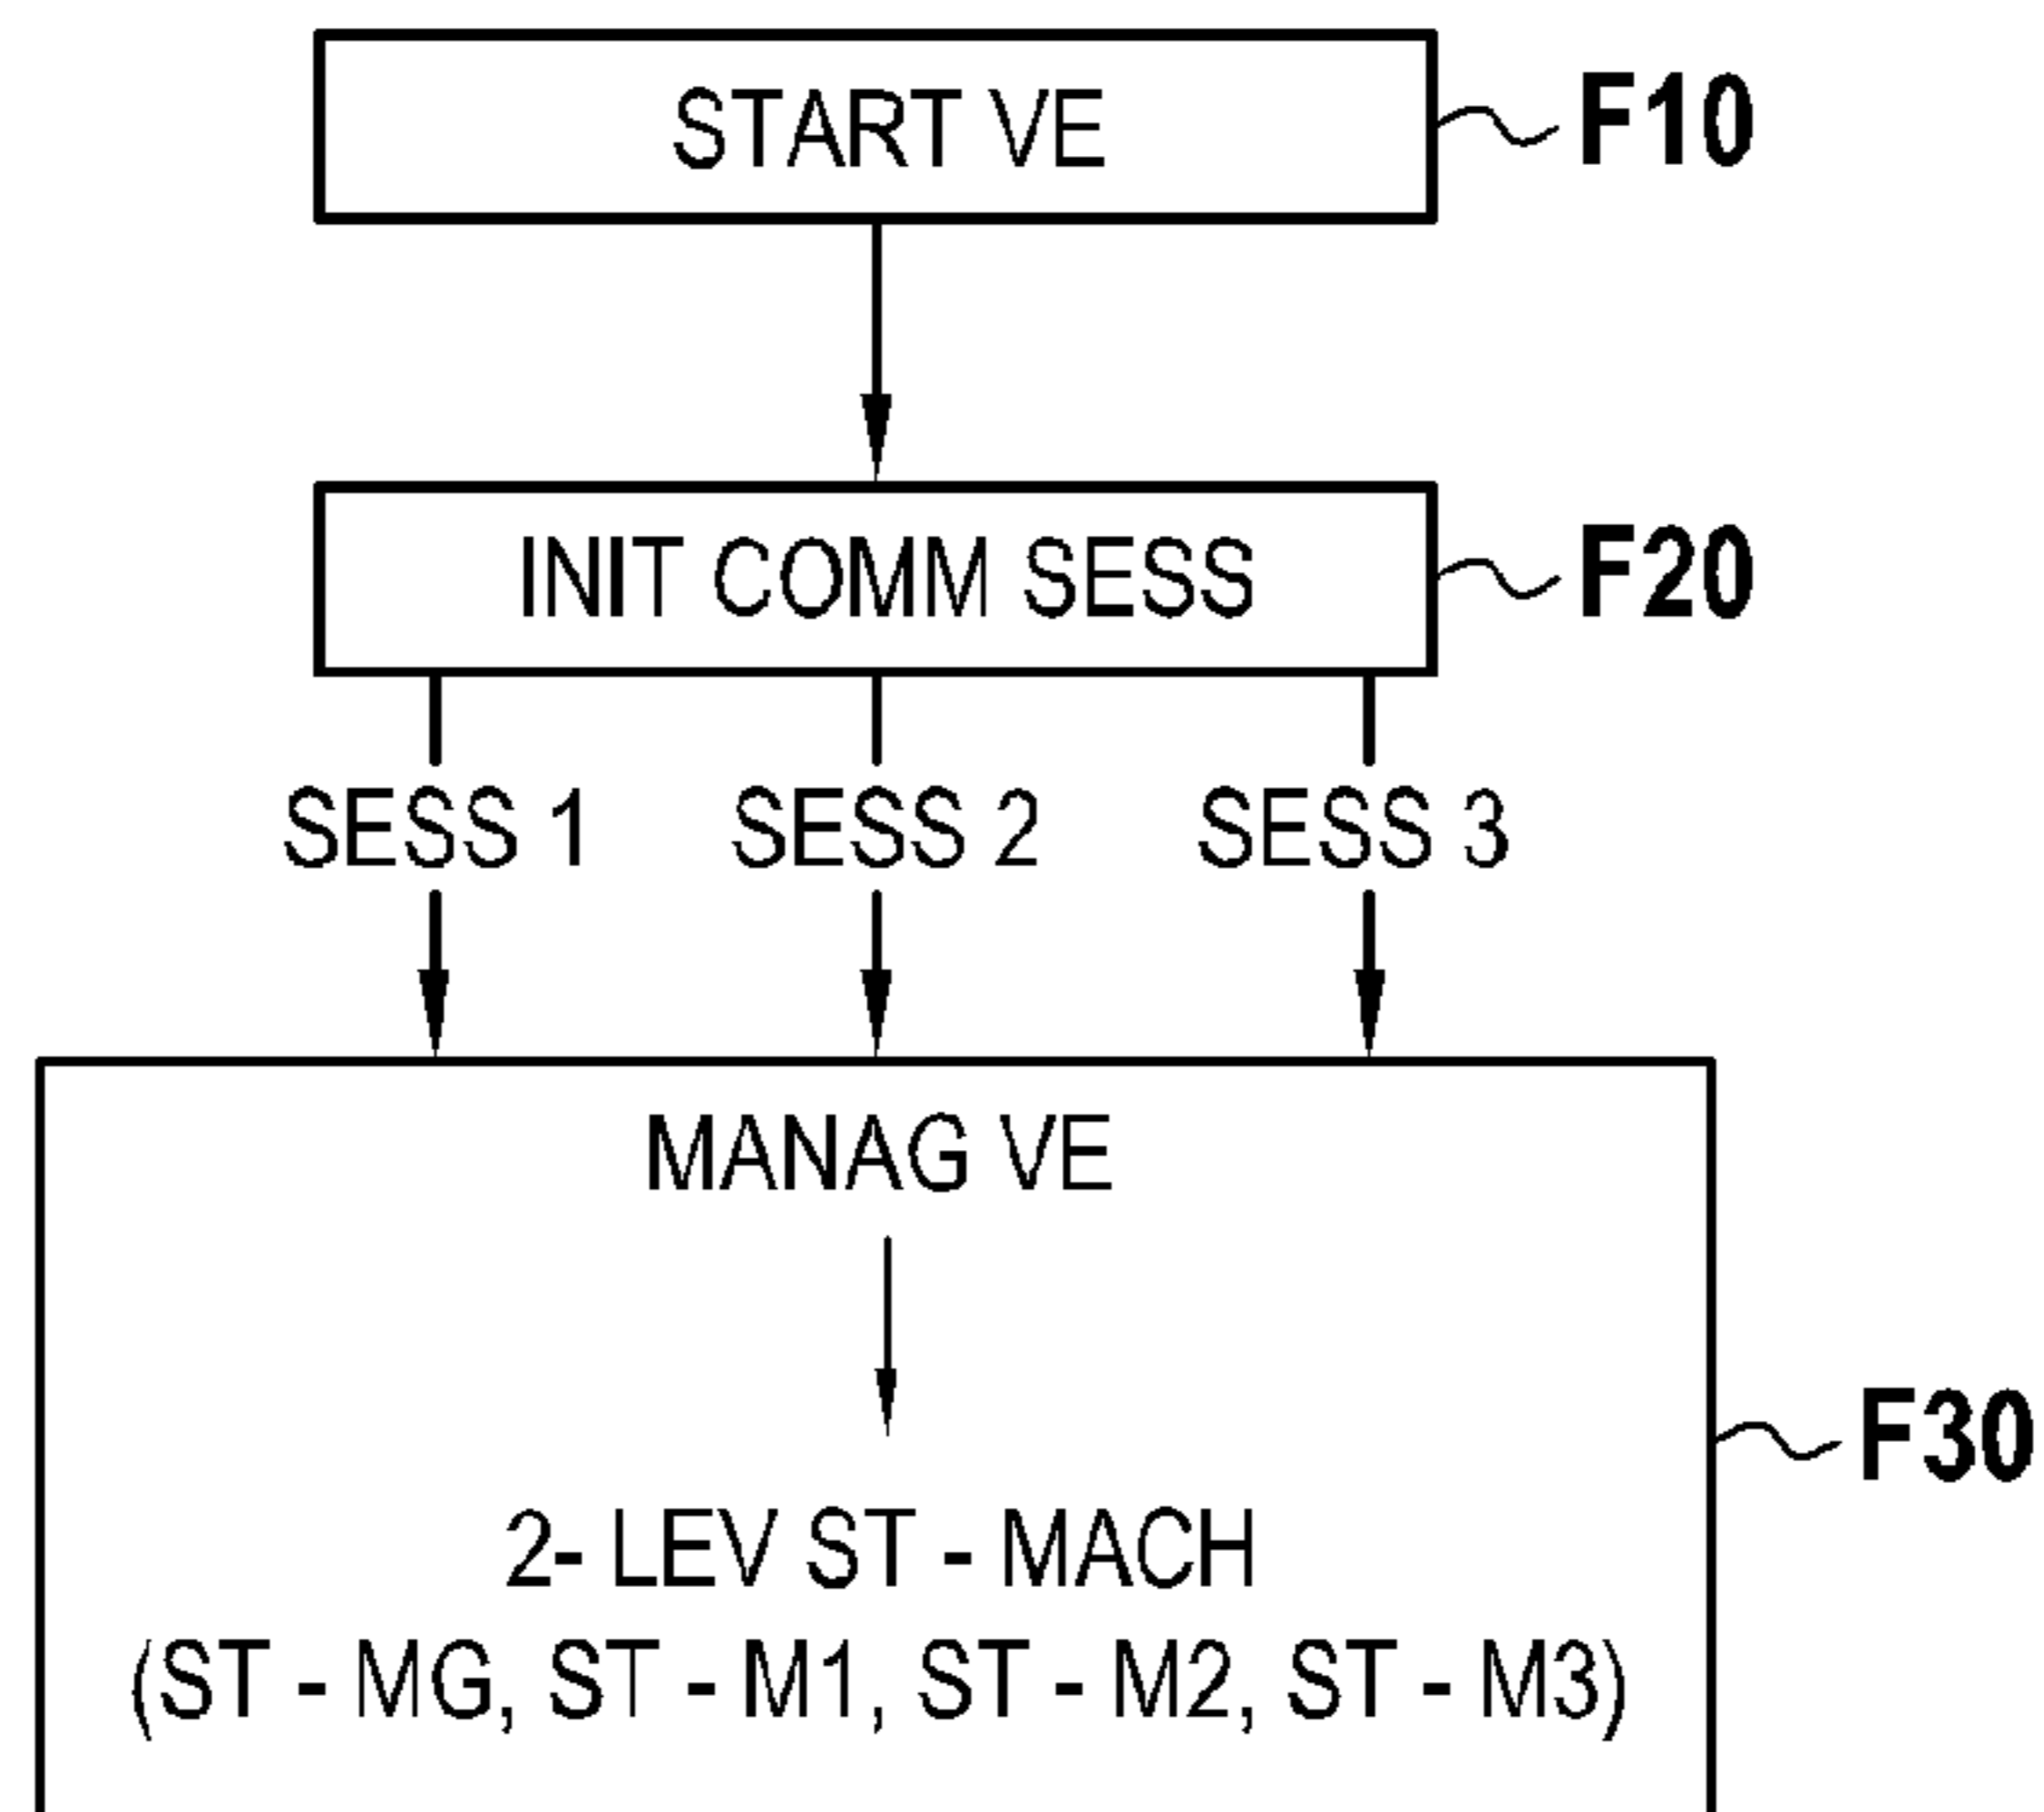 START VE
F10
INIT COMM SESS
F20
SESS 1
SESS 2
SESS 3
MANAG VE
F30
2- LEV ST - MACH
(ST - MG, ST - M1, ST - M2, ST - M3)